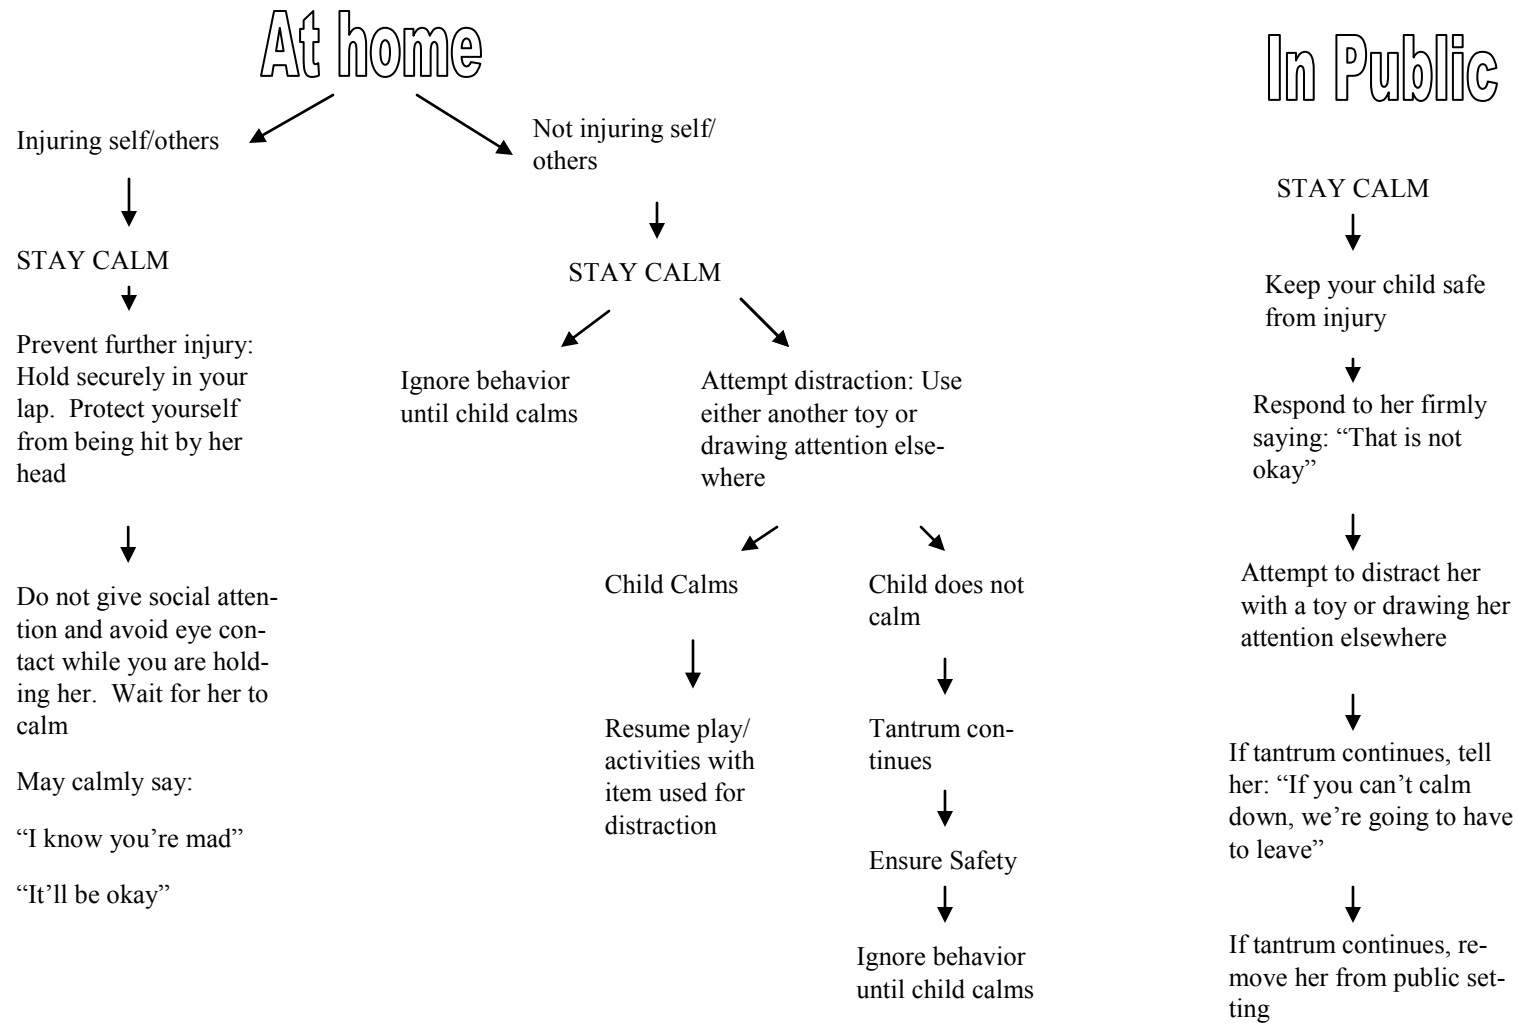 At home
Injuring self/others
STAY CALM
Prevent further injury:
Hold securely in your
lap.  Protect yourself
from being hit by her
head
Do not give social atten-
tion and avoid eye con-
tact while you are hold-
ing her.  Wait for her to
calm
May calmly say:
“I know you’re mad”
“It’ll be okay”
Not injuring self/
others
STAY CALM
Ignore behavior
until child calms
Attempt distraction: Use
either another toy or
drawing attention else-
where
Child Calms
Resume play/
activities with
item used for
distraction
Child does not
calm
Tantrum con-
tinues
Ensure Safety
Ignore behavior
until child calms
In Public
STAY CALM
Keep your child safe
from injury
Respond to her firmly
saying: “That is not
okay”
Attempt to distract her
with a toy or drawing her
attention elsewhere
If tantrum continues, tell
her: “If you can’t calm
down, we’re going to have
to leave”
If tantrum continues, re-
move her from public set-
ting